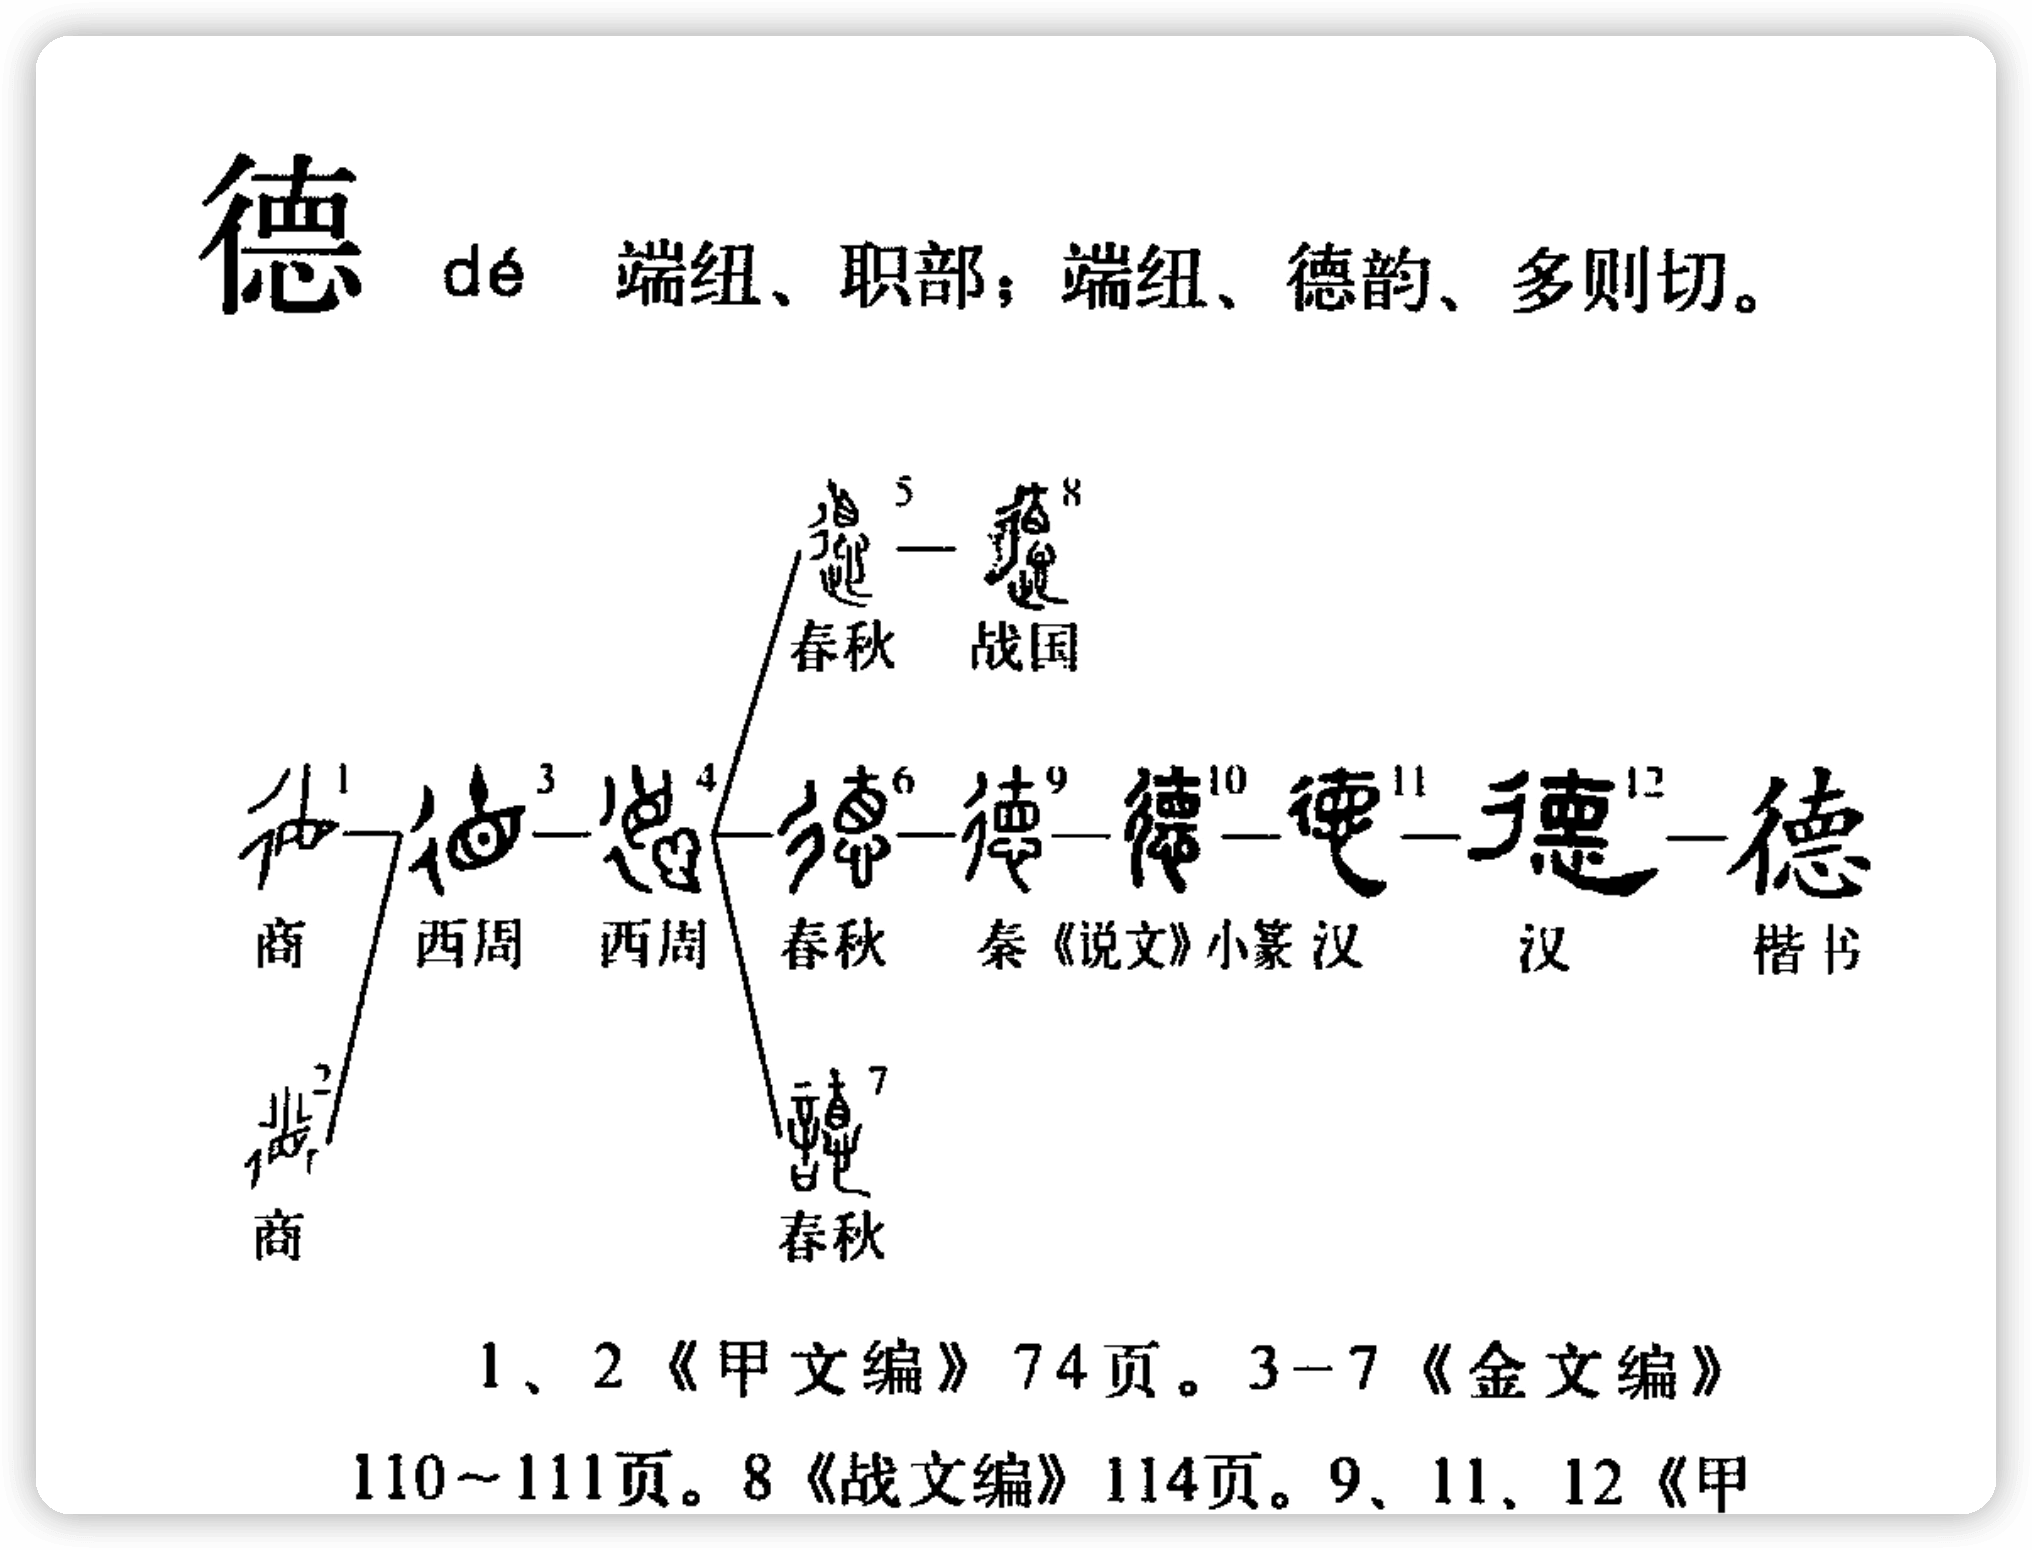 德 dé 端纽、职部；端纽、德韵、多则切。
5 8
春秋 战国
1 3 4 6 9 10 11 12 德
商 西周 西周 春秋 秦 《说文》小篆 汉 汉 楷书
2 7
商 春秋
1、2《甲文编》74页。3－7《金文编》
110～111页。8《战文编》114页。9、11、12《甲